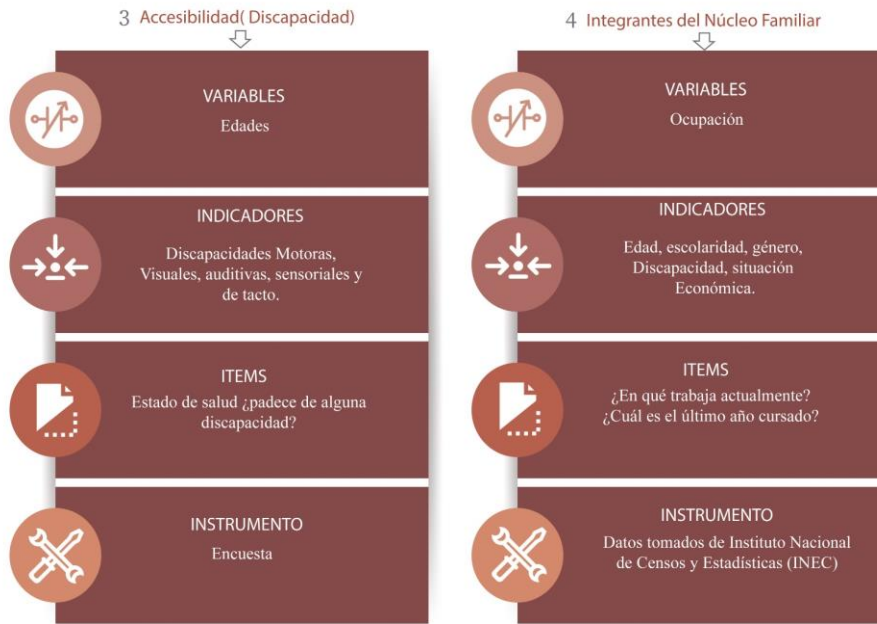 3 Accesibilidad( Discapacidad)
VARIABLES
Edades
INDICADORES
Discapacidades Motoras,
Visuales, auditivas, sensoriales y
de tacto.
ITEMS
Estado de salud ¿padece de alguna
discapacidad?
INSTRUMENTO
Encuesta
4 Integrantes del Núcleo Familiar
VARIABLES
Ocupación
INDICADORES
Edad, escolaridad, género,
Discapacidad, situación
Económica.
ITEMS
¿En qué trabaja actualmente?
¿Cuál es el último año cursado?
INSTRUMENTO
Datos tomados de Instituto Nacional
de Censos y Estadísticas (INEC)